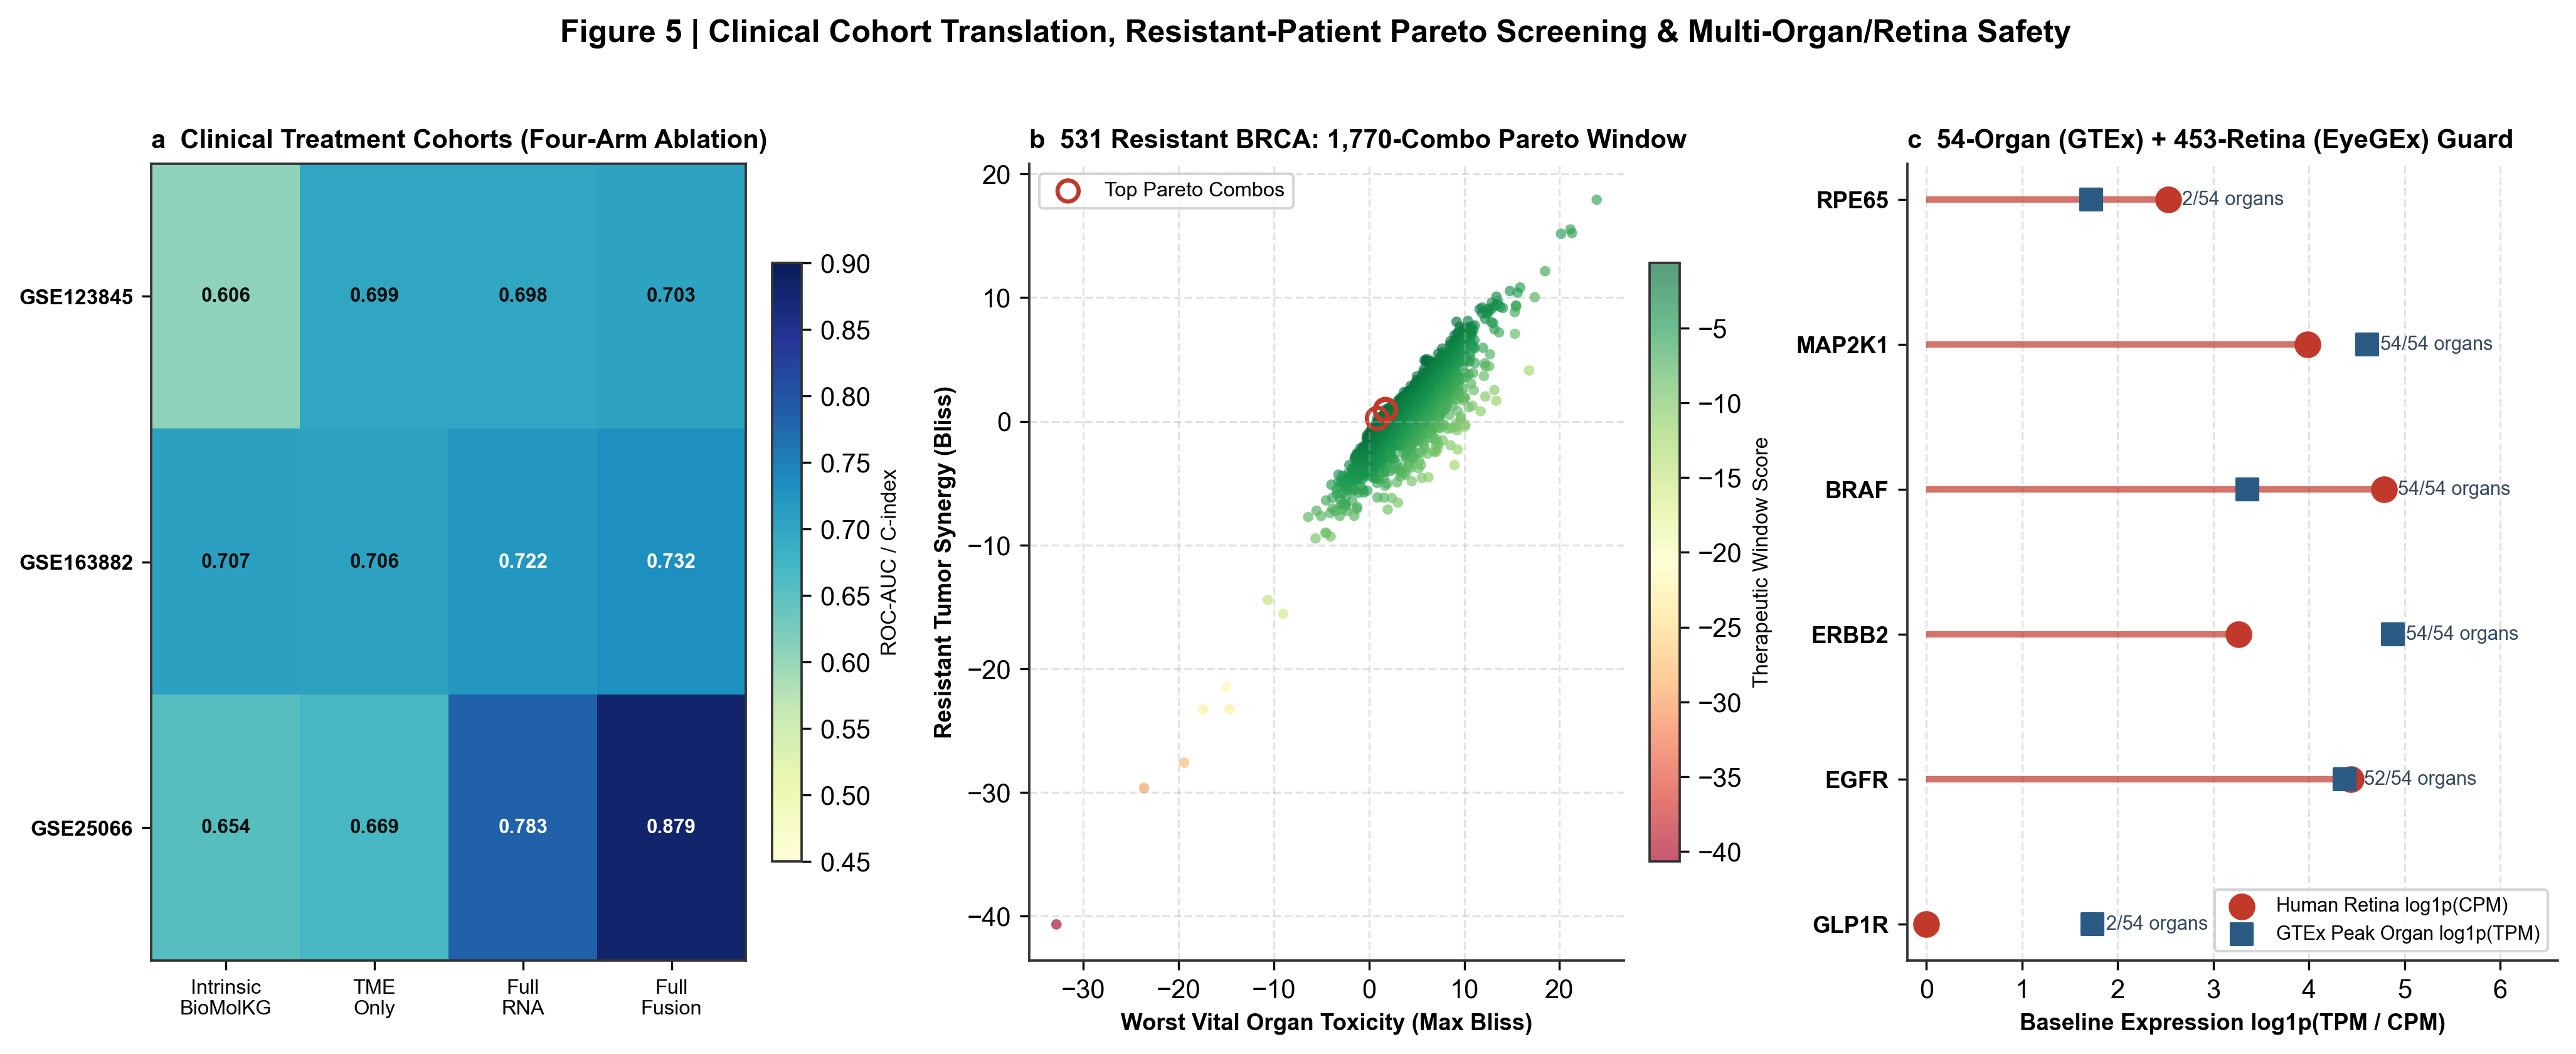 Figure 5 | Clinical Cohort Translation, Resistant-Patient Pareto Screening & Multi-Organ/Retina Safety
a Clinical Treatment Cohorts (Four-Arm Ablation)
GSE123845
GSE163882
GSE25066
0.606
0.699
0.698
0.703
0.707
0.706
0.722
0.732
0.654
0.669
0.783
0.879
Intrinsic
BioMolKG
TME
Only
Full
RNA
Full
Fusion
0.90
0.85
0.80
0.75
0.70
0.65
0.60
0.55
0.50
0.45
ROC-AUC / C-index
b 531 Resistant BRCA: 1,770-Combo Pareto Window
Top Pareto Combos
Resistant Tumor Synergy (Bliss)
20
10
0
−10
−20
−30
−40
−30
−20
−10
0
10
20
Worst Vital Organ Toxicity (Max Bliss)
−5
−10
−15
−20
−25
−30
−35
−40
Therapeutic Window Score
c 54-Organ (GTEx) + 453-Retina (EyeGEx) Guard
RPE65
2/54 organs
MAP2K1
54/54 organs
BRAF
54/54 organs
ERBB2
54/54 organs
EGFR
52/54 organs
GLP1R
2/54 organs
Human Retina log1p(CPM)
GTEx Peak Organ log1p(TPM)
0
1
2
3
4
5
6
Baseline Expression log1p(TPM / CPM)